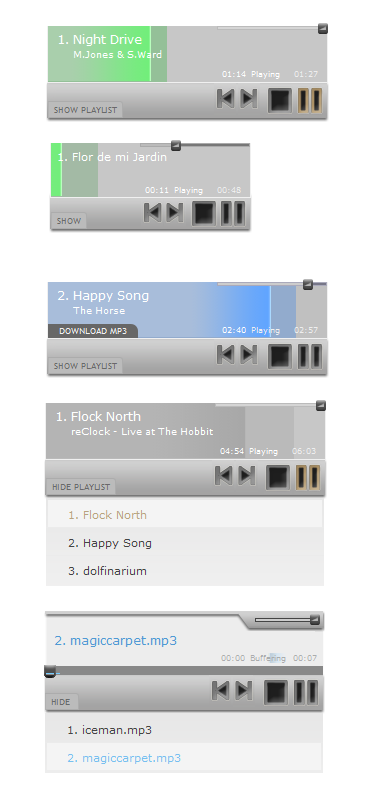 1. Night Drive
M.Jones & S.Ward
01:14 Playing 01:27
SHOW PLAYLIST
1. Flor de mi Jardin
00:11 Playing 00:48
SHOW
2. Happy Song
The Horse
DOWNLOAD MP3
02:40 Playing 02:57
SHOW PLAYLIST
1. Flock North
reClock - Live at The Hobbit
04:54 Playing 06:03
HIDE PLAYLIST
1. Flock North
2. Happy Song
3. dolfinarium
2. magiccarpet.mp3
00:00 Buffering 00:07
HIDE
1. iceman.mp3
2. magiccarpet.mp3